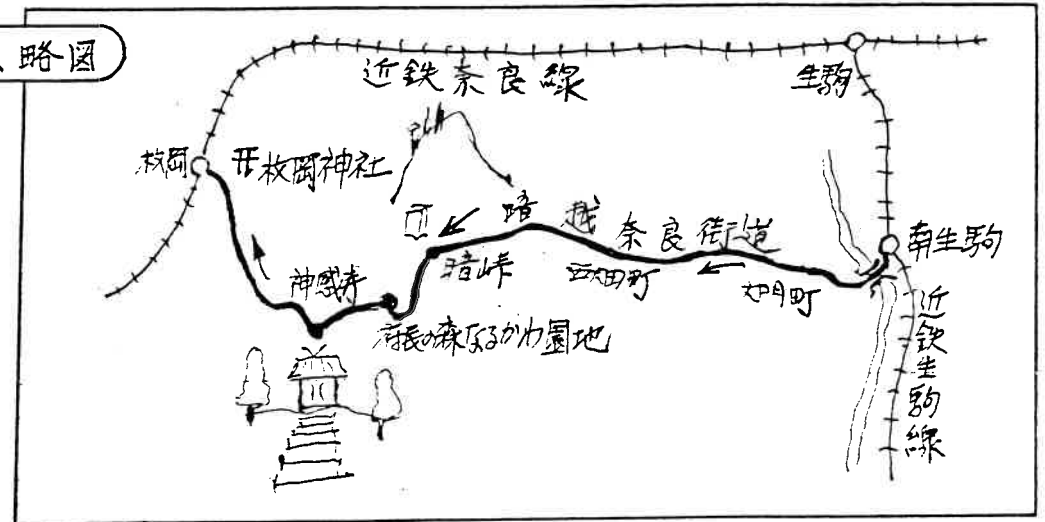 略図
近鉄奈良線
生駒
枚岡
枚岡神社
暗越奈良街道
南生駒
暗峠
西畑町
神感寺
府民の森なるかわ園地
近鉄生駒線